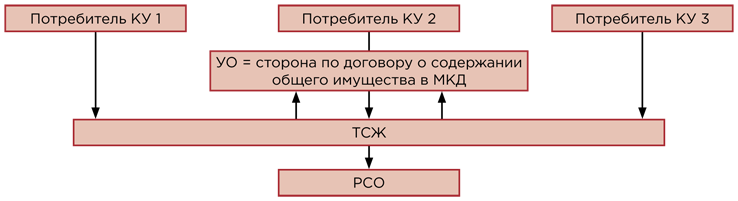 Потребитель КУ 1
Потребитель КУ 2
Потребитель КУ 3
УО = сторона по договору о содержании
общего имущества в МКД
ТСЖ
РСО